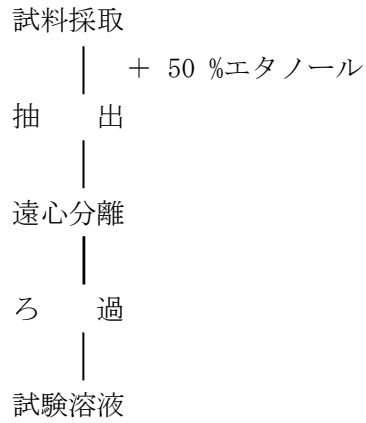 試料採取
+ 50 %エタノール
抽　　出
遠心分離
ろ　　過
試験溶液